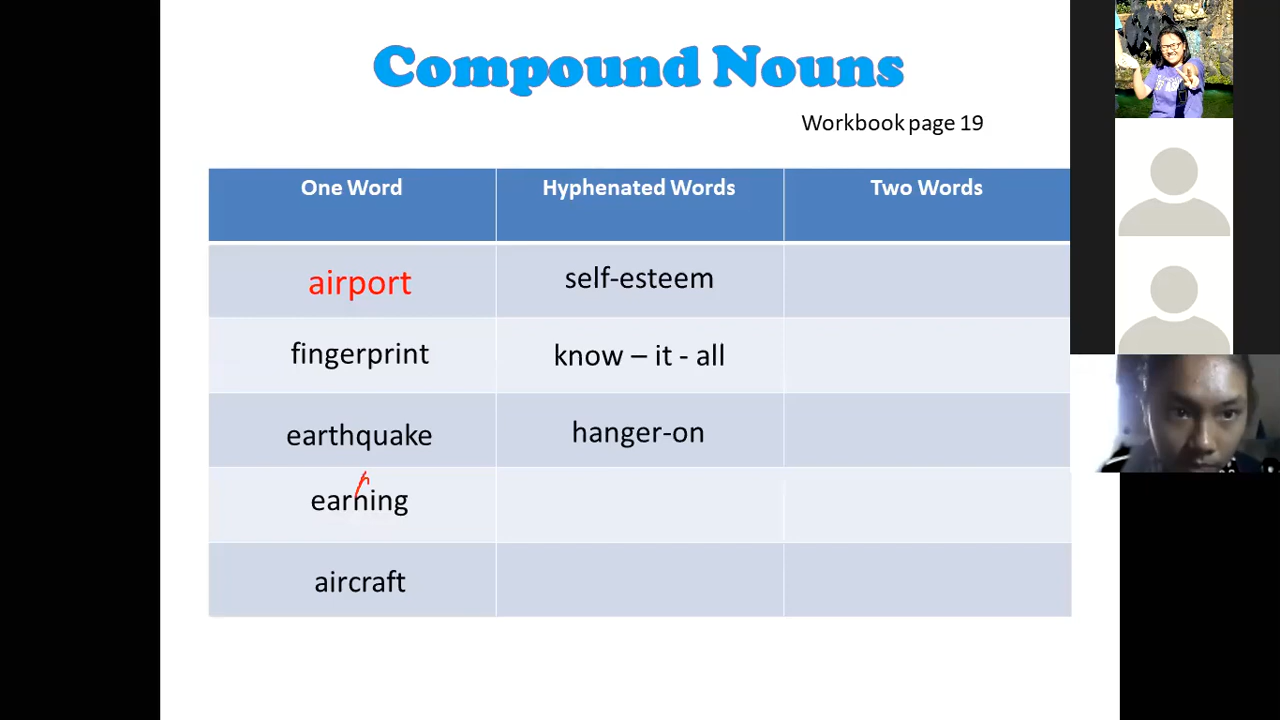 Compound Nouns
Workbook page 19
One Word Hyphenated Words Two Words
airport self-esteem
fingerprint know – it - all
earthquake hanger-on
r
earning
aircraft